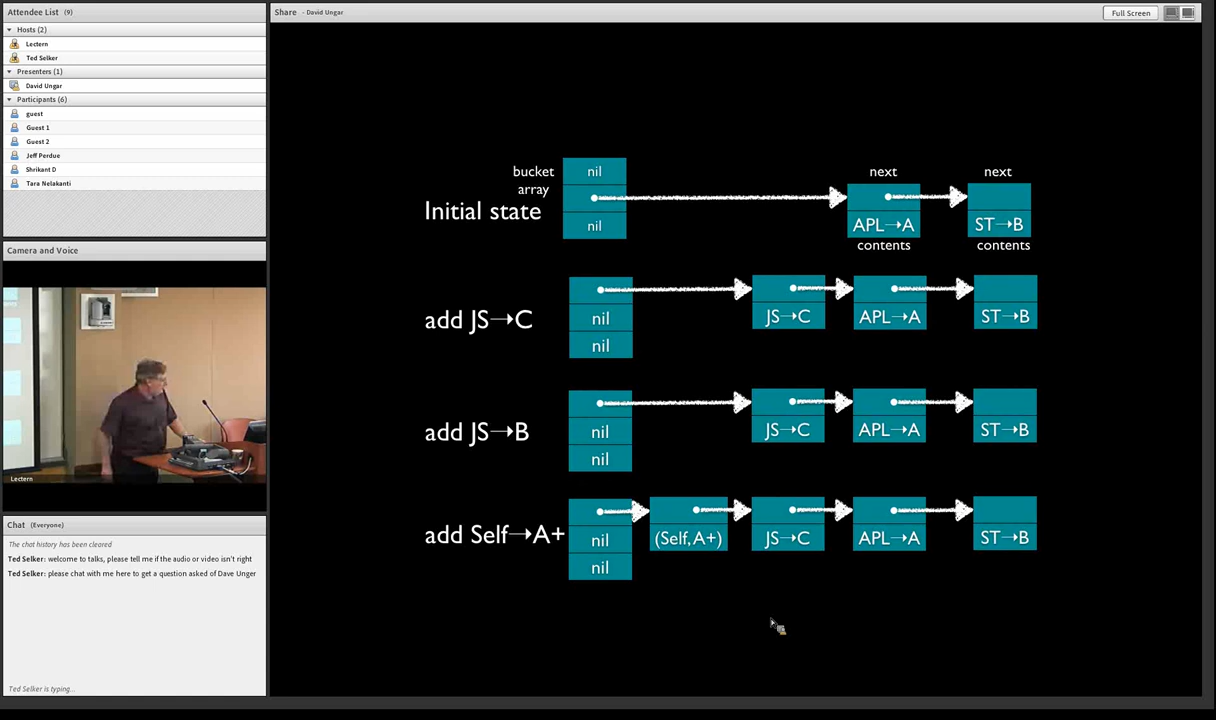 Attendee List (9)
Hosts (2)
Lectern
Ted Selker
Presenters (1)
David Ungar
Participants (6)
guest
Guest 1
Guest 2
Jeff Perdue
Shrikant D
Tara Nelakanti
Camera and Voice
Lectern
Chat (Everyone)
The chat history has been cleared
Ted Selker: welcome to talks, please tell me if the audio or video isn't right
Ted Selker: please chat with me here to get a question asked of Dave Unger
Ted Selker is typing...
Share - David Ungar
Full Screen
bucket
array
nil
nil
next
next
Initial state
APL→A
ST→B
contents
contents
add JS→C
nil
nil
JS→C
APL→A
ST→B
add JS→B
nil
nil
JS→C
APL→A
ST→B
add Self→A+
nil
nil
(Self,A+)
JS→C
APL→A
ST→B